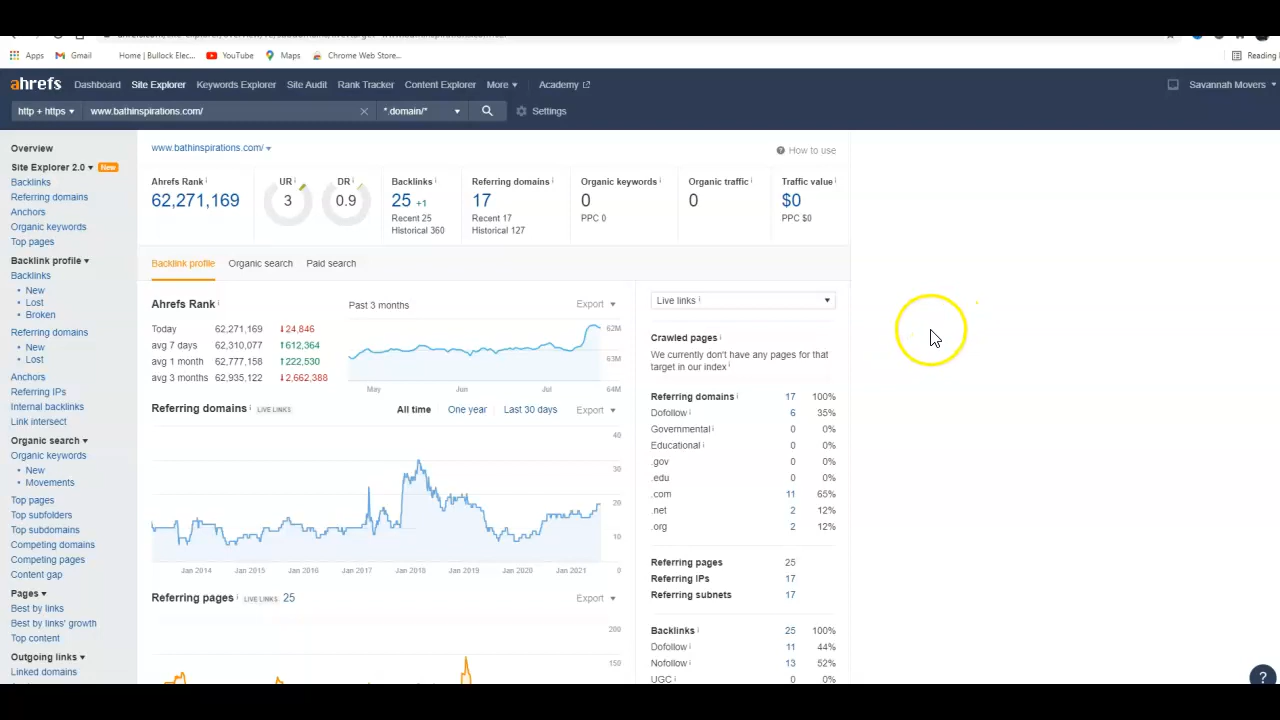 Apps Gmail Home | Bullock Elec... YouTube Maps Chrome Web Store... Reading
ahrefs Dashboard Site Explorer Keywords Explorer Site Audit Rank Tracker Content Explorer More Academy Savannah Movers
http + https www.bathinspirations.com/ *.domain/* Settings
Overview
Site Explorer 2.0 New
Backlinks
Referring domains
Anchors
Organic keywords
Top pages
Backlink profile
Backlinks
• New
• Lost
• Broken
Referring domains
• New
• Lost
Anchors
Referring IPs
Internal backlinks
Link intersect
Organic search
Organic keywords
• New
• Movements
Top pages
Top subfolders
Top subdomains
Competing domains
Competing pages
Content gap
Pages
Best by links
Best by links' growth
Top content
Outgoing links
Linked domains
www.bathinspirations.com/ How to use
Ahrefs Rank UR DR Backlinks Referring domains Organic keywords Organic traffic Traffic value
62,271,169 3 0.9 25 +1 17 0 0 $0
Recent 25 Recent 17 PPC 0 PPC $0
Historical 360 Historical 127
Backlink profile Organic search Paid search
Ahrefs Rank Past 3 months Export
Today 62,271,169 ↓24,846
avg 7 days 62,310,077 ↑612,364
avg 1 month 62,777,158 ↑222,530
avg 3 months 62,935,122 ↓2,662,388
62M
63M
64M
May Jun Jul
Referring domains LIVE LINKS All time One year Last 30 days Export
40
30
20
10
0
Jan 2014 Jan 2015 Jan 2016 Jan 2017 Jan 2018 Jan 2019 Jan 2020 Jan 2021
Referring pages LIVE LINKS 25 Export
200
150
Live links
Crawled pages
We currently don't have any pages for that
target in our index
Referring domains 17 100%
Dofollow 6 35%
Governmental 0 0%
Educational 0 0%
.gov 0 0%
.edu 0 0%
.com 11 65%
.net 2 12%
.org 2 12%
Referring pages 25
Referring IPs 17
Referring subnets 17
Backlinks 25 100%
Dofollow 11 44%
Nofollow 13 52%
UGC 0 0%
?